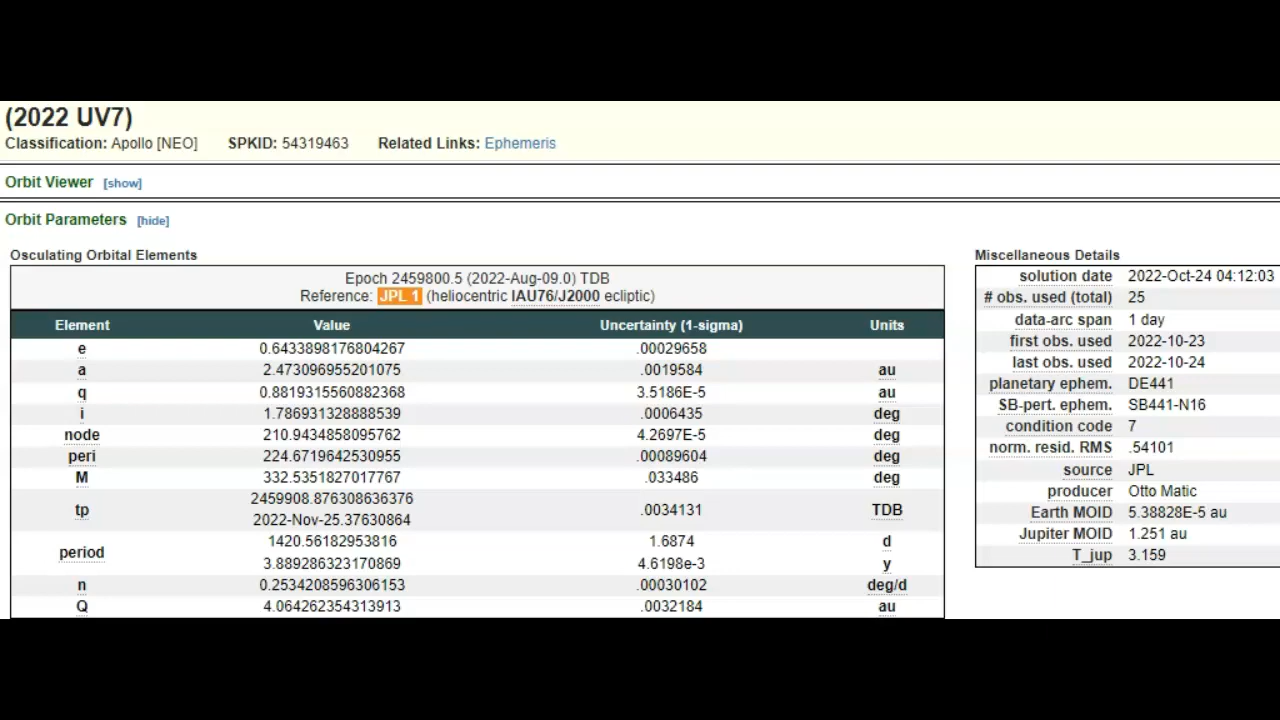 (2022 UV7)
Classification: Apollo [NEO] SPKID: 54319463 Related Links: Ephemeris
Orbit Viewer [show]
Orbit Parameters [hide]
Osculating Orbital Elements
Epoch 2459800.5 (2022-Aug-09.0) TDB
Reference: JPL 1 (heliocentric IAU76/J2000 ecliptic)
Element Value Uncertainty (1-sigma) Units
e 0.6433898176804267 .00029658
a 2.473096955201075 .0019584 au
q 0.8819315560882368 3.5186E-5 au
i 1.786931328888539 .0006435 deg
node 210.9434858095762 4.2697E-5 deg
peri 224.6719642530955 .00089604 deg
M 332.5351827017767 .033486 deg
tp 2459908.876308636376 .0034131 TDB
2022-Nov-25.37630864
period 1420.56182953816 1.6874 d
3.889286323170869 4.6198e-3 y
n 0.2534208596306153 .00030102 deg/d
Q 4.064262354313913 .0032184 au
Miscellaneous Details
solution date 2022-Oct-24 04:12:03
# obs. used (total) 25
data-arc span 1 day
first obs. used 2022-10-23
last obs. used 2022-10-24
planetary ephem. DE441
SB-pert. ephem. SB441-N16
condition code 7
norm. resid. RMS .54101
source JPL
producer Otto Matic
Earth MOID 5.38828E-5 au
Jupiter MOID 1.251 au
T_jup 3.159